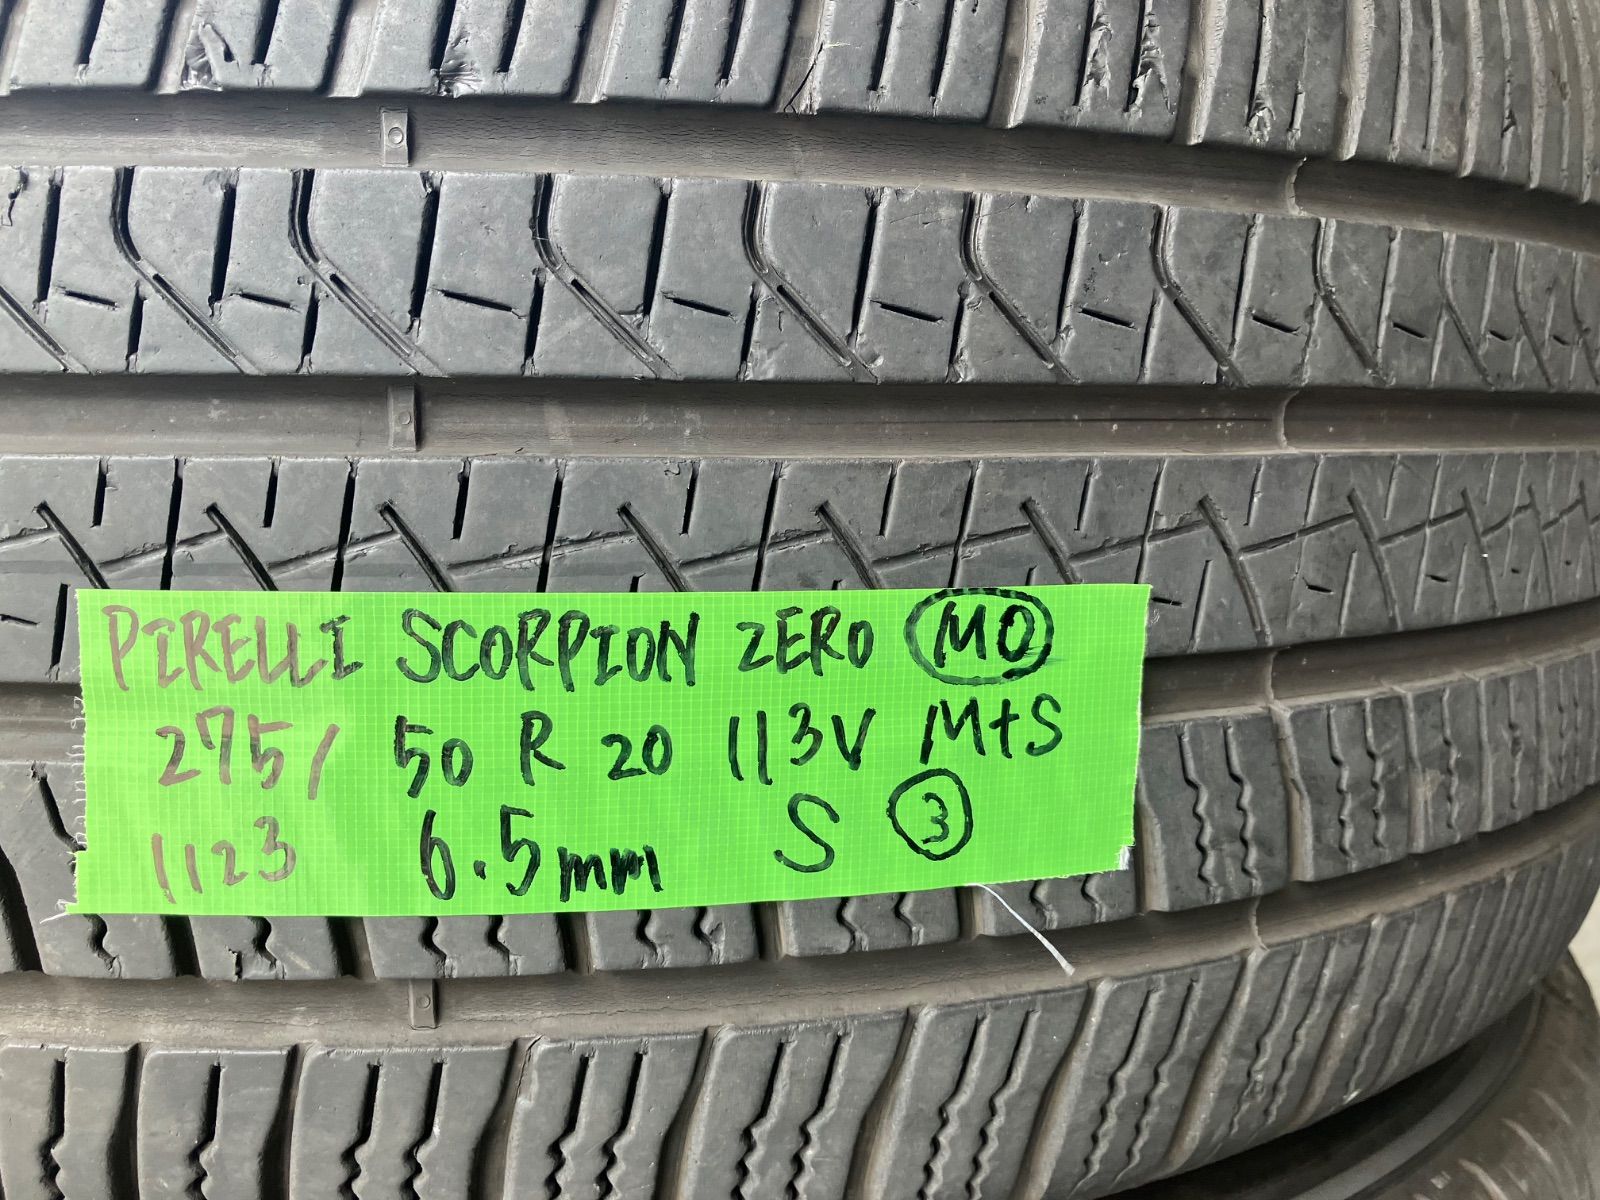 PIRELLI SCORPION ZERO MO
275/50 R 20 113V M+S
1123 6.5mm S 3